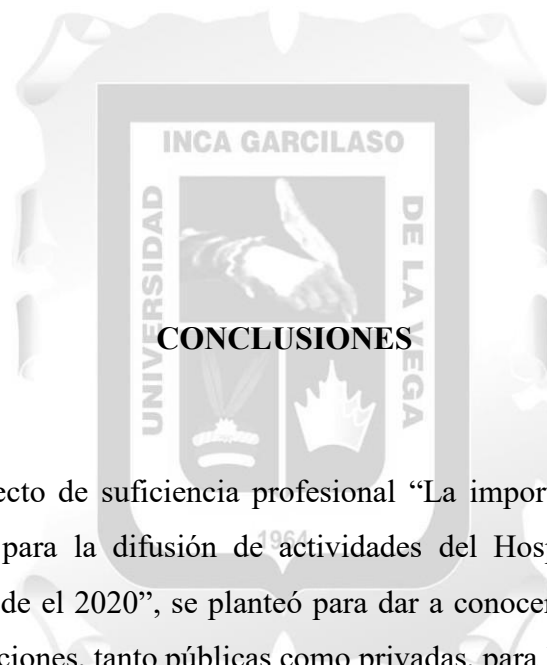 INCA GARCILASO
UNIVERSIDAD
DE LA VEGA
CONCLUSIONES
ecto de suficiencia profesional “La impor
para la difusión de actividades del Hosp
1964
de el 2020”, se planteó para dar a conocer
ciones, tanto públicas como privadas, para